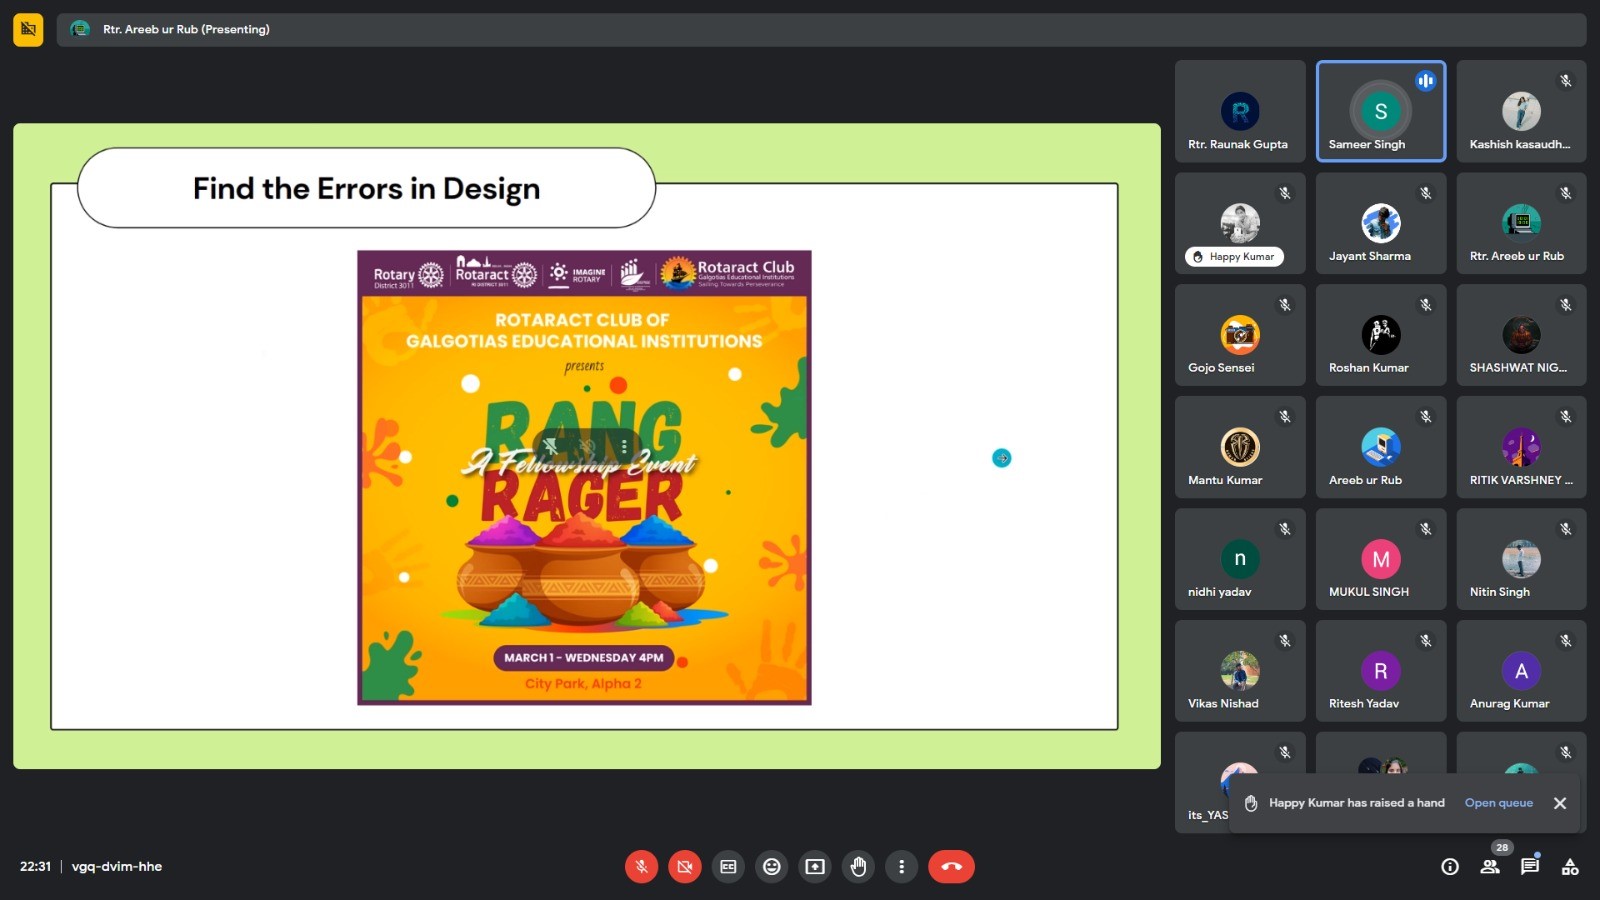 Rtr. Areeb ur Rub (Presenting)
Find the Errors in Design
Rotary
District 3011
Rotaract
RI DISTRICT 3011
IMAGINE
ROTARY
Rotaract Club
Galgotias Educational Institutions
Sailing Towards Perseverance
ROTARACT CLUB OF
GALGOTIAS EDUCATIONAL INSTITUTIONS
presents
RANG
A Fellowship Event
RAGER
MARCH 1 - WEDNESDAY 4PM
City Park, Alpha 2
R
Rtr. Raunak Gupta
S
Sameer Singh
Kashish kasaudh...
Happy Kumar
Jayant Sharma
Rtr. Areeb ur Rub
Gojo Sensei
Roshan Kumar
SHASHWAT NIG...
Mantu Kumar
Areeb ur Rub
RITIK VARSHNEY ...
n
nidhi yadav
M
MUKUL SINGH
Nitin Singh
Vikas Nishad
R
Ritesh Yadav
A
Anurag Kumar
its_YAS
Happy Kumar has raised a hand
Open queue
22:31 | vgq-dvim-hhe
28